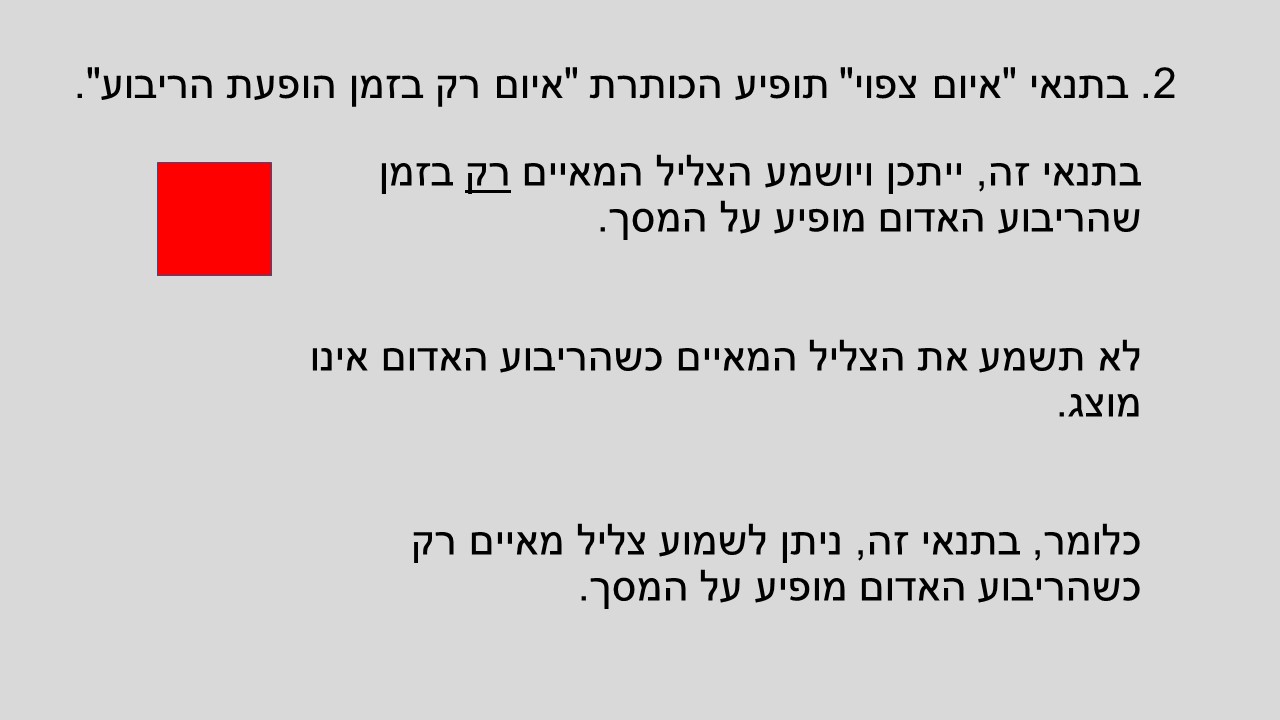 2. בתנאי "איום צפוי" תופיע הכותרת "איום רק בזמן הופעת הריבוע".
בתנאי זה, ייתכן ויושמע הצליל המאיים רק בזמן
שהריבוע האדום מופיע על המסך.
לא תשמע את הצליל המאיים כשהריבוע האדום אינו
מוצג.
כלומר, בתנאי זה, ניתן לשמוע צליל מאיים רק
כשהריבוע האדום מופיע על המסך.